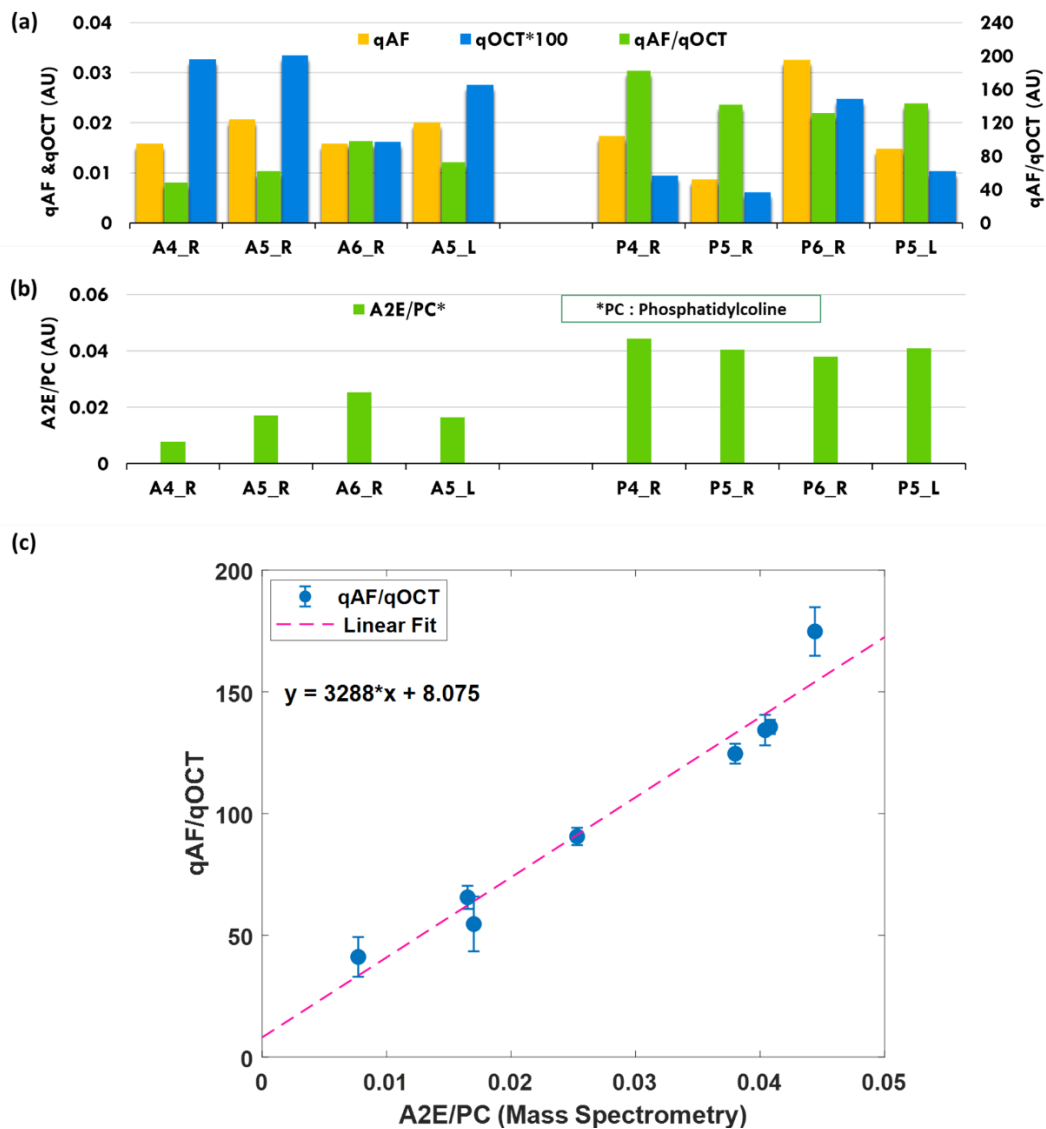 (a)
qAF qOCT*100 qAF/qOCT
qAF &qOCT (AU)
0.04
0.03
0.02
0.01
0
240
200
160
120
80
40
0
qAF/qOCT (AU)
A4_R A5_R A6_R A5_L P4_R P5_R P6_R P5_L
(b)
A2E/PC*
*PC : Phosphatidylcoline
A2E/PC (AU)
0.06
0.04
0.02
0
A4_R A5_R A6_R A5_L P4_R P5_R P6_R P5_L
(c)
qAF/qOCT
Linear Fit
y = 3288*x + 8.075
qAF/qOCT
200
150
100
50
0
0 0.01 0.02 0.03 0.04 0.05
A2E/PC (Mass Spectrometry)